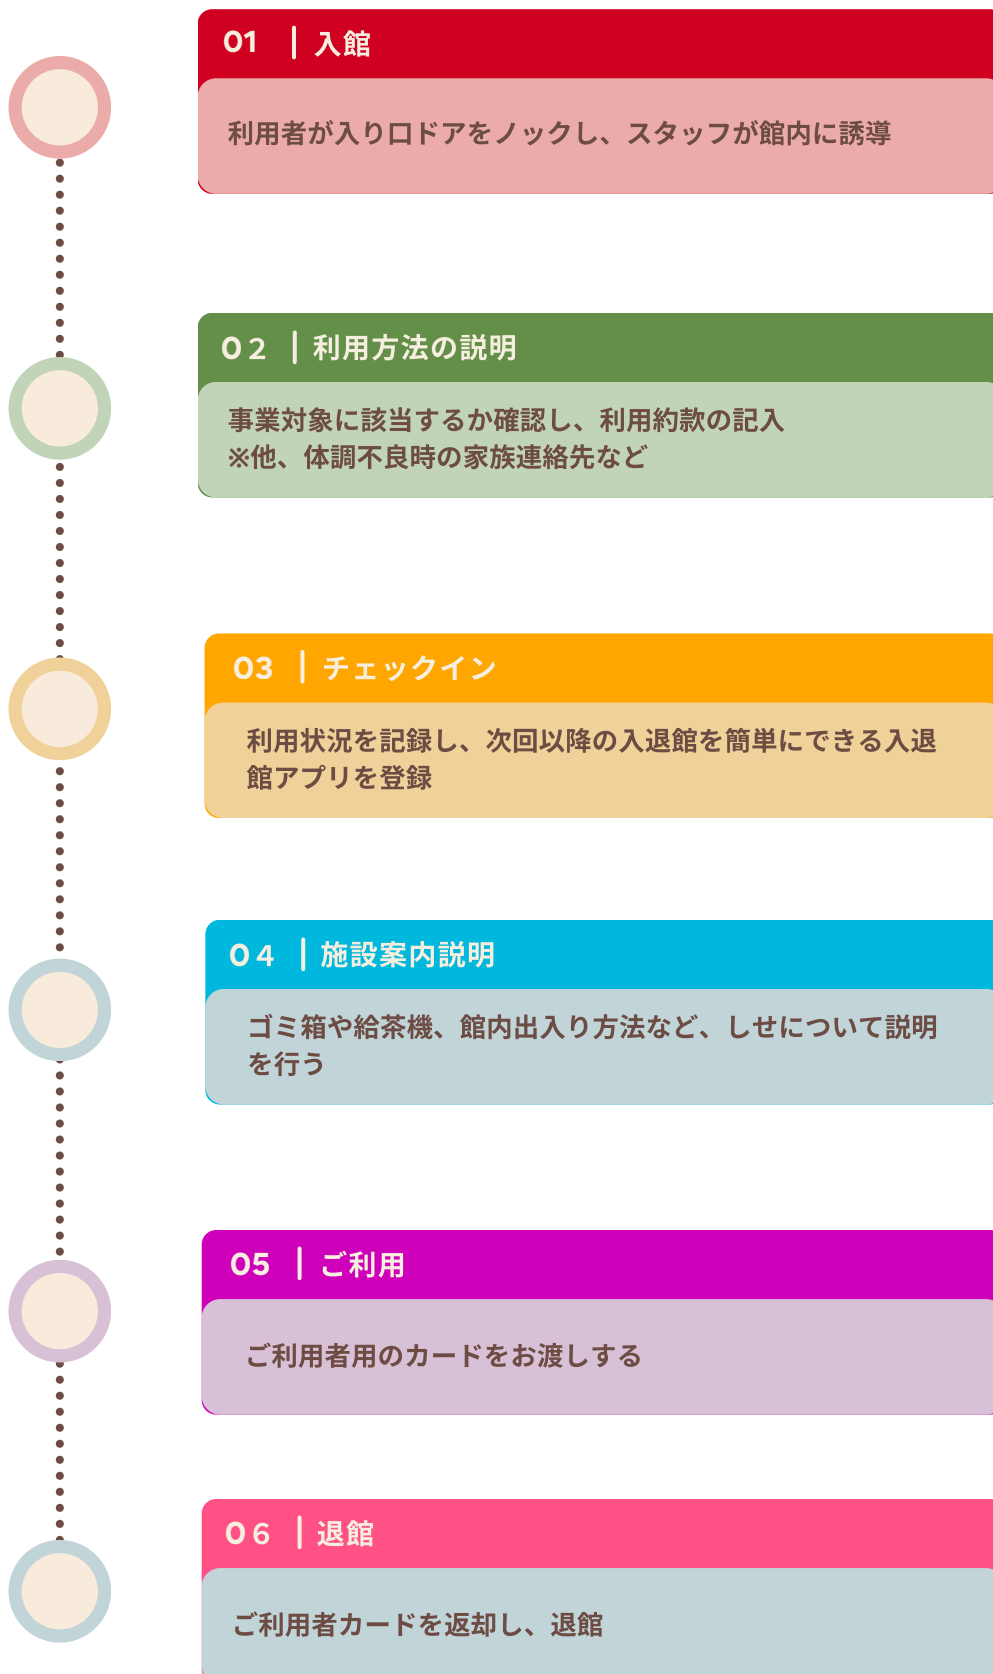 01 | 入館
利用者が入り口ドアをノックし、スタッフが館内に誘導
0２ | 利用方法の説明
事業対象に該当するか確認し、利用約款の記入
※他、体調不良時の家族連絡先など
03 | チェックイン
利用状況を記録し、次回以降の入退館を簡単にできる入退
館アプリを登録
0４ | 施設案内説明
ゴミ箱や給茶機、館内出入り方法など、しせについて説明
を行う
05 | ご利用
ご利用者用のカードをお渡しする
0６ | 退館
ご利用者カードを返却し、退館